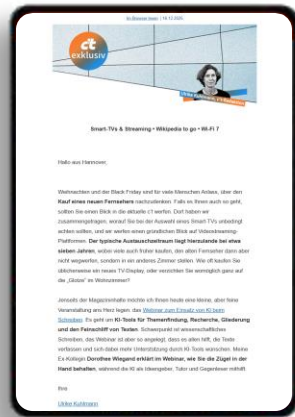 Im Browser lesen | 18.12.2025
c't
exklusiv
Ulrike Kuhlmann, c't-Redaktion
Smart-TVs & Streaming • Wikipedia to go • Wi-Fi 7
Hallo aus Hannover,
Weihnachten und der Black Friday sind für viele Menschen Anlass, über den
Kauf eines neuen Fernsehers nachzudenken. Falls es Ihnen auch so geht,
sollten Sie einen Blick in die aktuelle c't werfen. Dort haben wir
zusammengetragen, worauf Sie bei der Auswahl eines Smart-TVs unbedingt
achten sollten, und wir werfen einen gründlichen Blick auf Videostreaming-
Plattformen. Der typische Austauschzeitraum liegt hierzulande bei etwa
sieben Jahren, wobei viele auch früher kaufen, den alten Fernseher dann aber
nicht wegwerfen, sondern in ein anderes Zimmer stellen. Wie oft kaufen Sie
üblicherweise ein neues TV-Display, oder verzichten Sie womöglich ganz auf
die „Glotze" im Wohnzimmer?
Jenseits der Magazininhalte möchte ich Ihnen heute eine kleine, aber feine
Veranstaltung ans Herz legen: das Webinar zum Einsatz von KI beim
Schreiben. Es geht um KI-Tools für Themenfindung, Recherche, Gliederung
und den Feinschliff von Texten. Schwerpunkt ist wissenschaftliches
Schreiben, das Webinar ist aber so angelegt, dass es allen hilft, die Texte
verfassen und sich dabei mehr Unterstützung durch KI-Tools wünschen. Meine
Ex-Kollegin Dorothee Wiegand erklärt im Webinar, wie Sie die Zügel in der
Hand behalten, während die KI als Ideengeber, Tutor und Gegenleser mithilft.
Ihre
Ulrike Kuhlmann